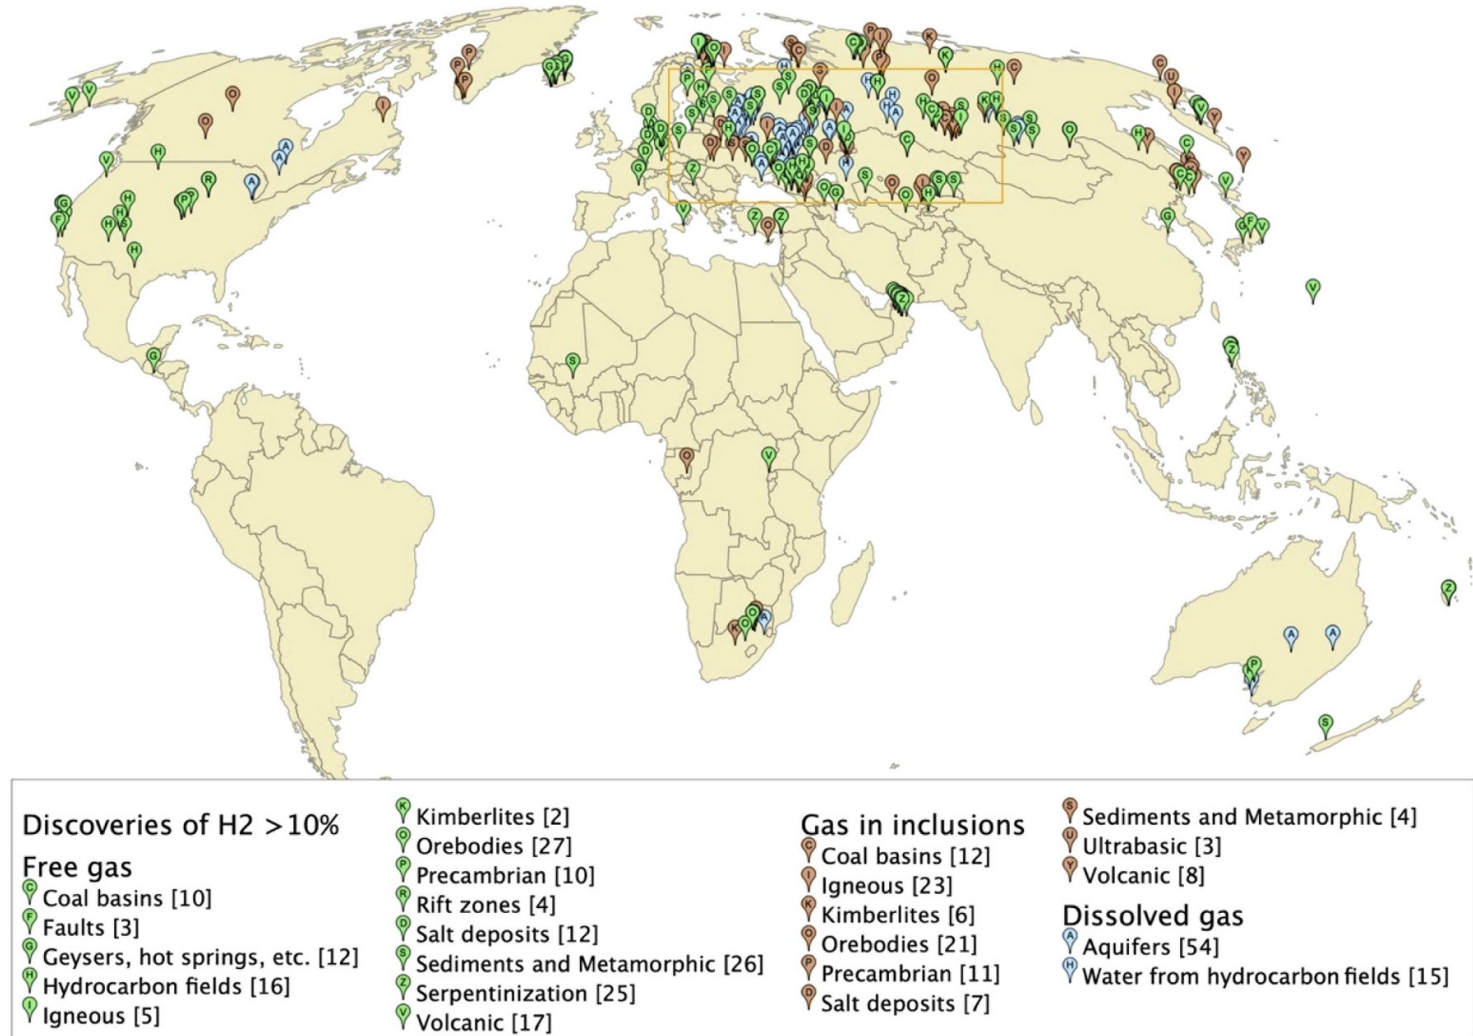 Discoveries of H2 >10%
Free gas
Coal basins [10]
Faults [3]
Geysers, hot springs, etc. [12]
Hydrocarbon fields [16]
Igneous [5]
Kimberlites [2]
Orebodies [27]
Precambrian [10]
Rift zones [4]
Salt deposits [12]
Sediments and Metamorphic [26]
Serpentinization [25]
Volcanic [17]
Gas in inclusions
Coal basins [12]
Igneous [23]
Kimberlites [6]
Orebodies [21]
Precambrian [11]
Salt deposits [7]
Sediments and Metamorphic [4]
Ultrabasic [3]
Volcanic [8]
Dissolved gas
Aquifers [54]
Water from hydrocarbon fields [15]